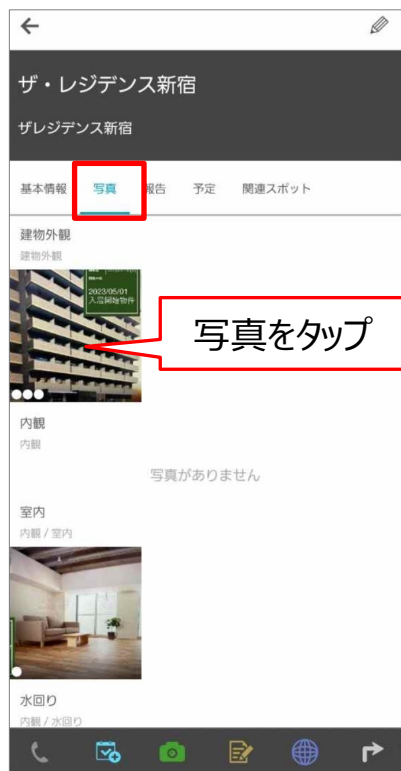 ザ・レジデンス新宿
ザレジデンス新宿
基本情報 写真 報告 予定 関連スポット
建物外観
建物外観
2023/05/01
入居開始物件
写真をタップ
内観
内観
写真がありません
室内
内観 / 室内
水回り
内観 / 水回り